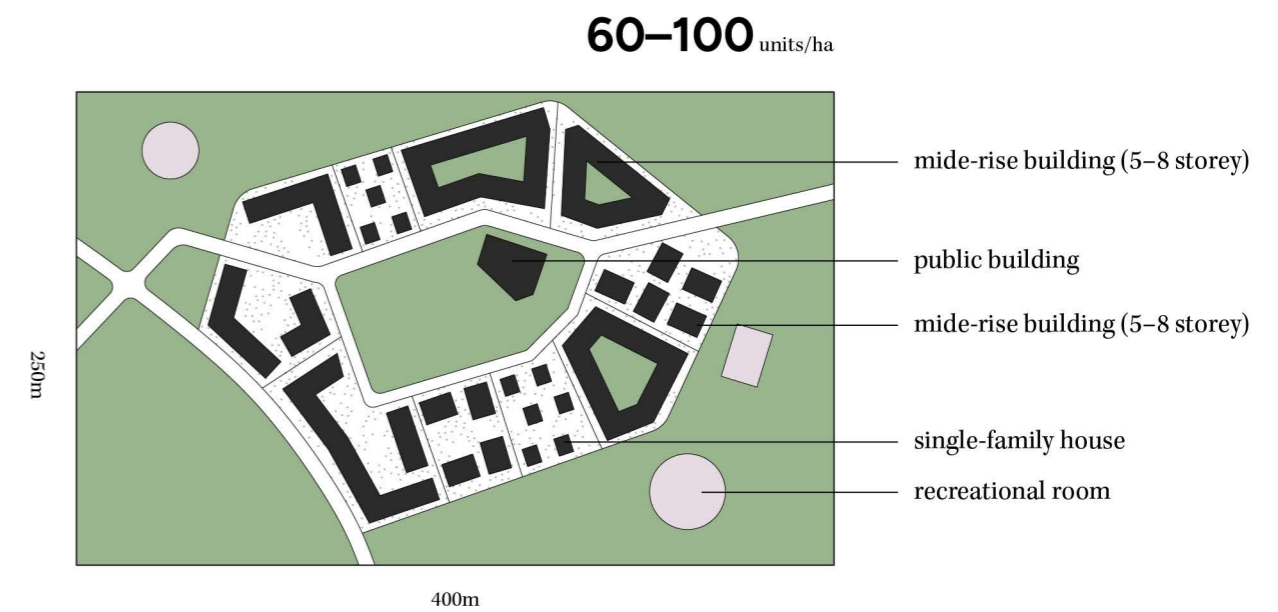 60–100 units/ha
mide-rise building (5–8 storey)
public building
mide-rise building (5–8 storey)
single-family house
recreational room
250m
400m